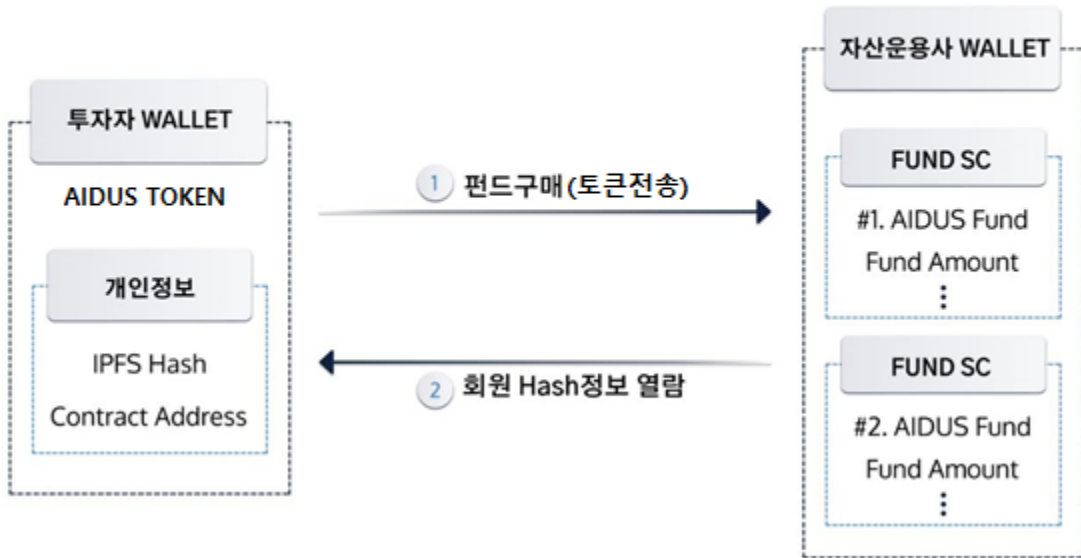 투자자 WALLET
AIDUS TOKEN
개인정보
IPFS Hash
Contract Address
1 펀드구매(토큰전송)
2 회원 Hash정보 열람
자산운용사 WALLET
FUND SC
#1. AIDUS Fund
Fund Amount
⋮
FUND SC
#2. AIDUS Fund
Fund Amount
⋮